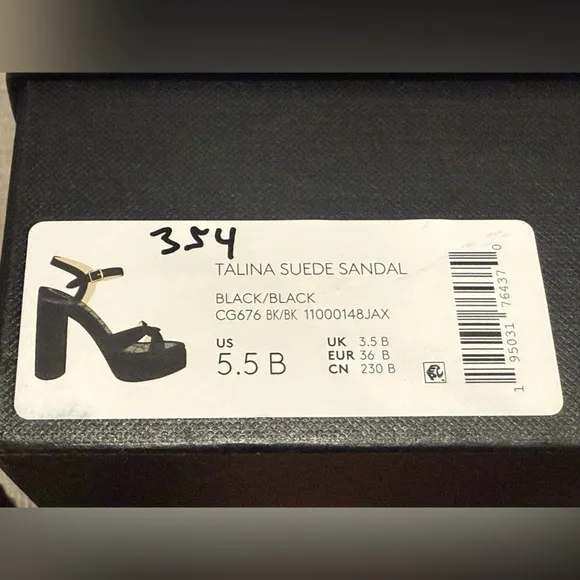 354
TALINA SUEDE SANDAL
BLACK/BLACK
CG676 BK/BK 11000148JAX
US
5.5 B
UK 3.5 B
EUR 36 B
CN 230 B
1 95031 76437 0